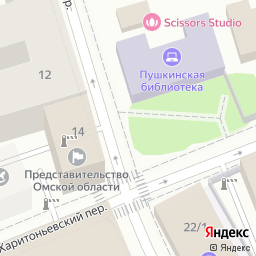 Scissors Studio
Пушкинская
библиотека
12
14
Представительство
Омской области
Харитоньевский пер.
22/1
Яндекс